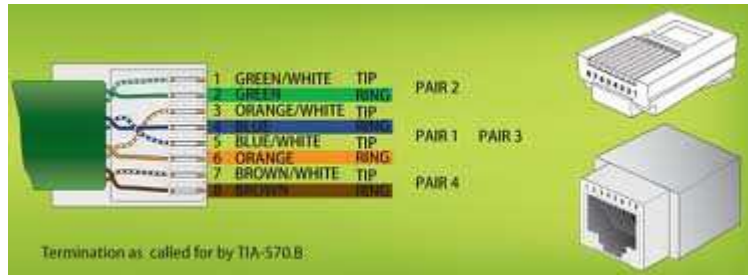 1 GREEN/WHITE TIP
2 GREEN RING
PAIR 2
3 ORANGE/WHITE TIP
4 BLUE RING
5 BLUE/WHITE TIP
PAIR 1 PAIR 3
6 ORANGE RING
7 BROWN/WHITE TIP
PAIR 4
8 BROWN RING
Termination as called for by TIA-570.B